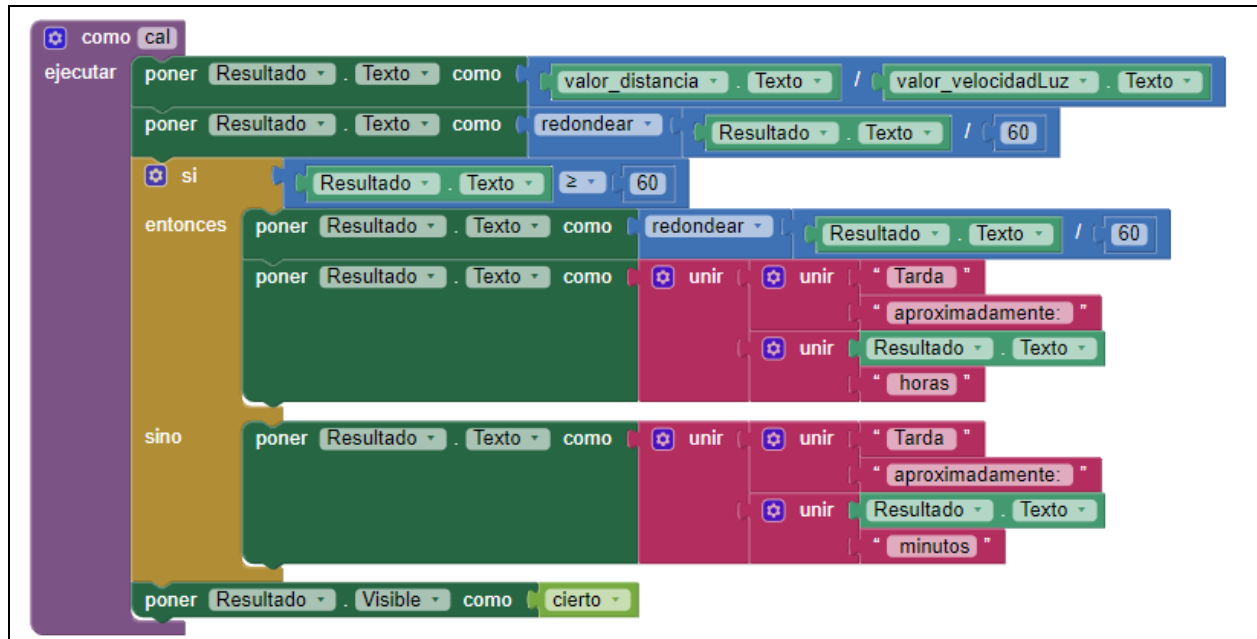 como cal
ejecutar poner Resultado . Texto como valor_distancia . Texto / valor_velocidadLuz . Texto
poner Resultado . Texto como redondear Resultado . Texto / 60
si Resultado . Texto ≥ 60
entonces poner Resultado . Texto como redondear Resultado . Texto / 60
poner Resultado . Texto como unir unir “ Tarda ”
“ aproximadamente: ”
unir Resultado . Texto
“ horas ”
sino poner Resultado . Texto como unir unir “ Tarda ”
“ aproximadamente: ”
unir Resultado . Texto
“ minutos ”
poner Resultado . Visible como cierto